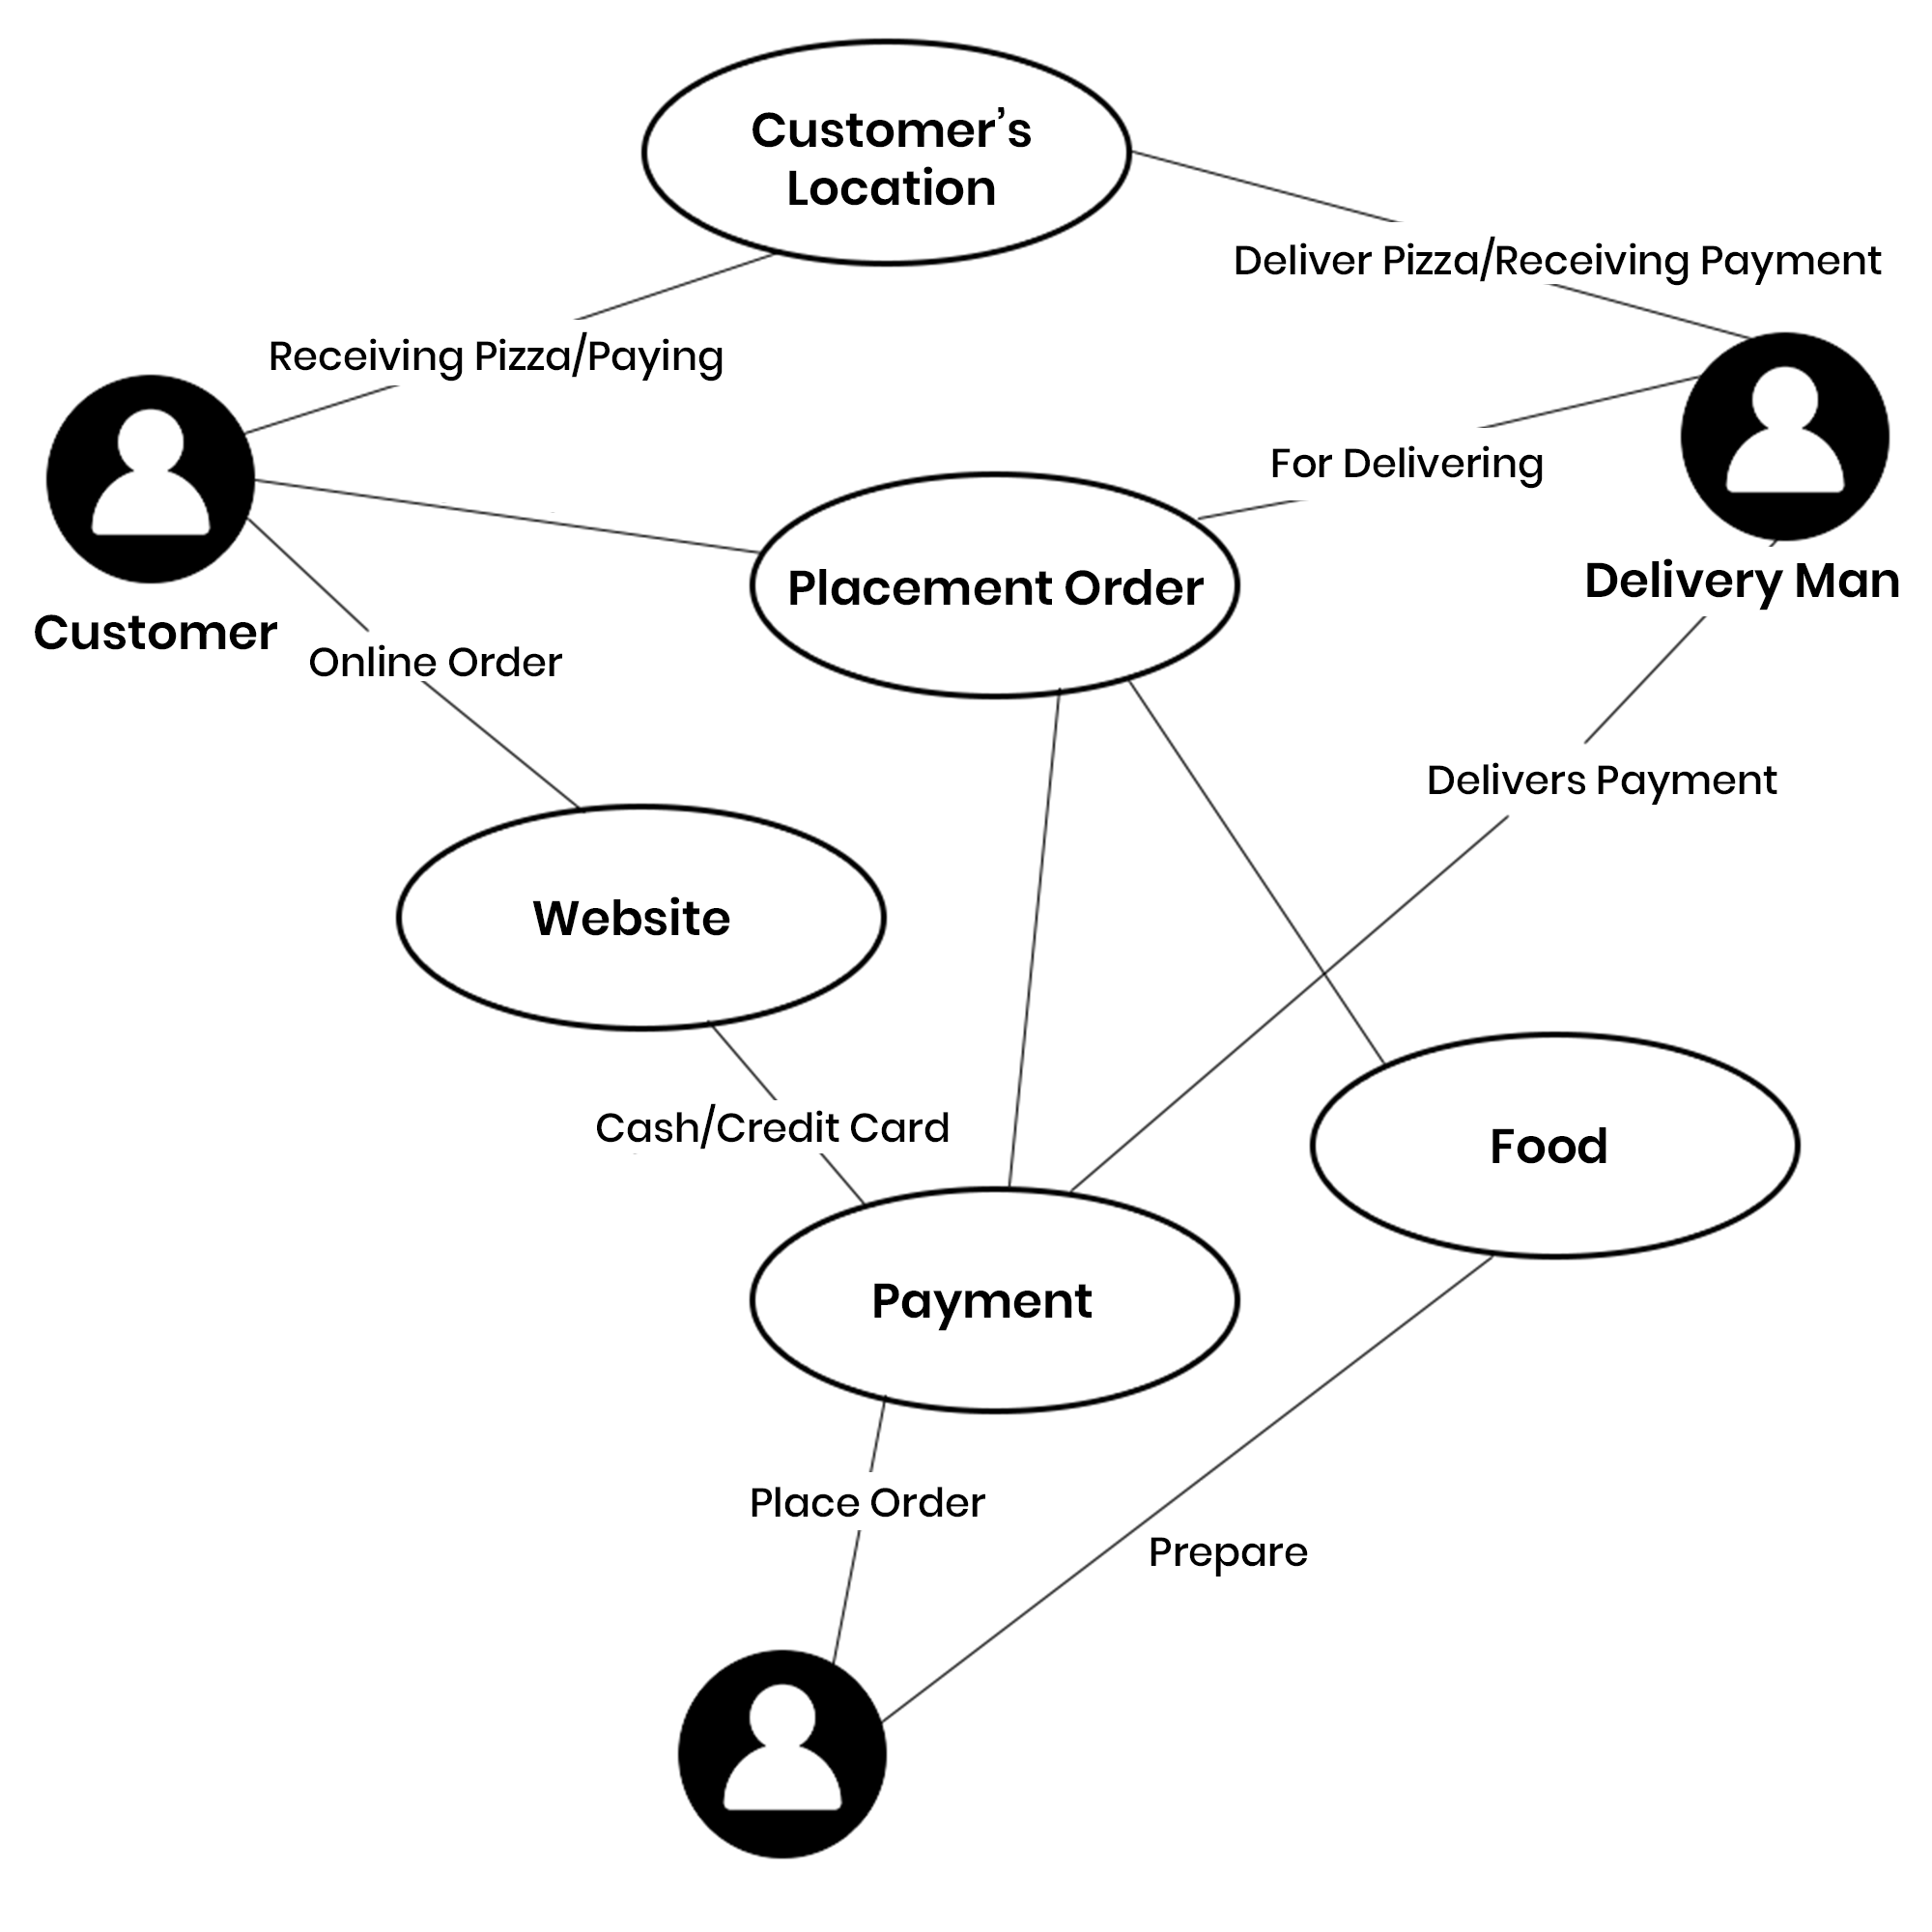 Customer’s
Location
Deliver Pizza/Receiving Payment
Receiving Pizza/Paying
For Delivering
Placement Order
Delivery Man
Customer
Online Order
Delivers Payment
Website
Cash/Credit Card
Food
Payment
Place Order
Prepare